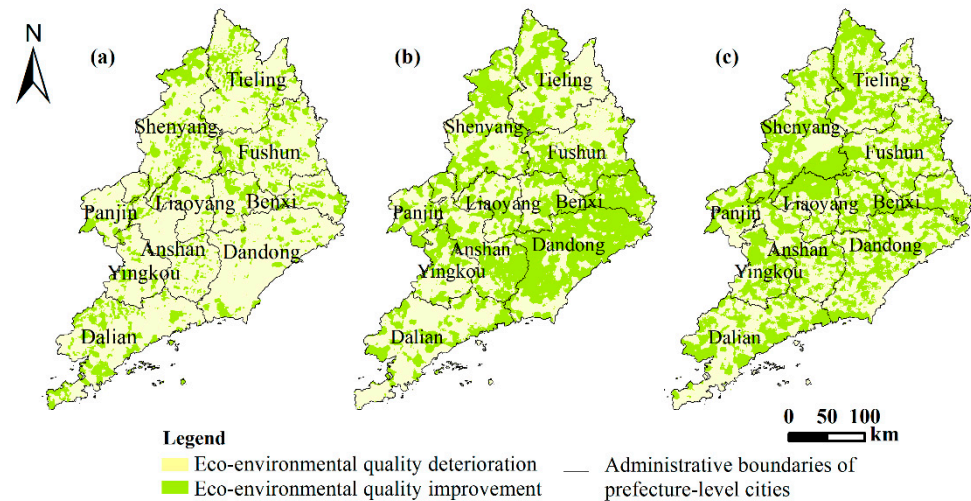 N
(a)
Tieling
Shenyang
Fushun
Panjin
Liaoyang
Benxi
Anshan
Dandong
Yingkou
Dalian
(b)
Tieling
Shenyang
Fushun
Panjin
Liaoyang
Benxi
Anshan
Dandong
Yingkou
Dalian
(c)
Tieling
Shenyang
Fushun
Panjin
Liaoyang
Benxi
Anshan
Dandong
Yingkou
Dalian
0 50 100
km
Legend
Eco-environmental quality deterioration
Eco-environmental quality improvement
Administrative boundaries of
prefecture-level cities